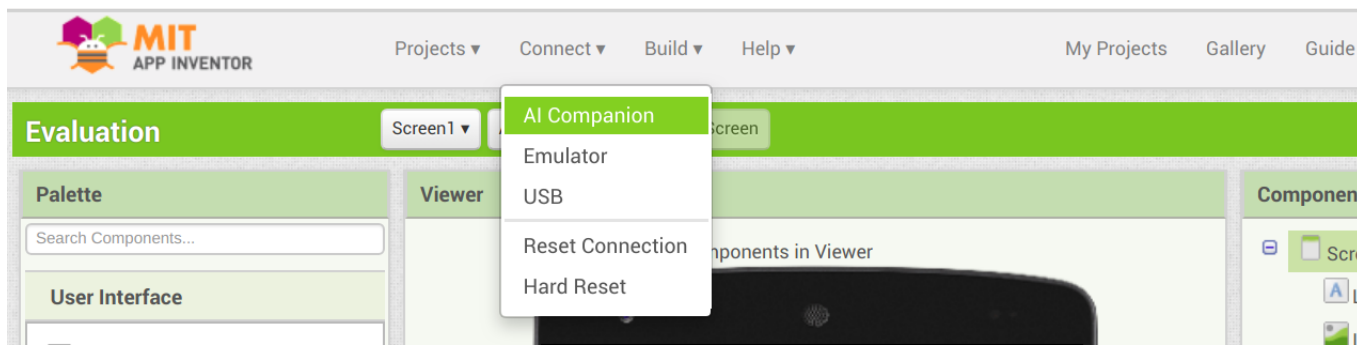 MIT
APP INVENTOR
Projects ▾ Connect ▾ Build ▾ Help ▾ My Projects Gallery Guide
Evaluation
Screen1 ▾
Screen
AI Companion
Emulator
USB
Reset Connection
Hard Reset
Palette
Search Components...
User Interface
Viewer
mponents in Viewer
Componen
Scre
A